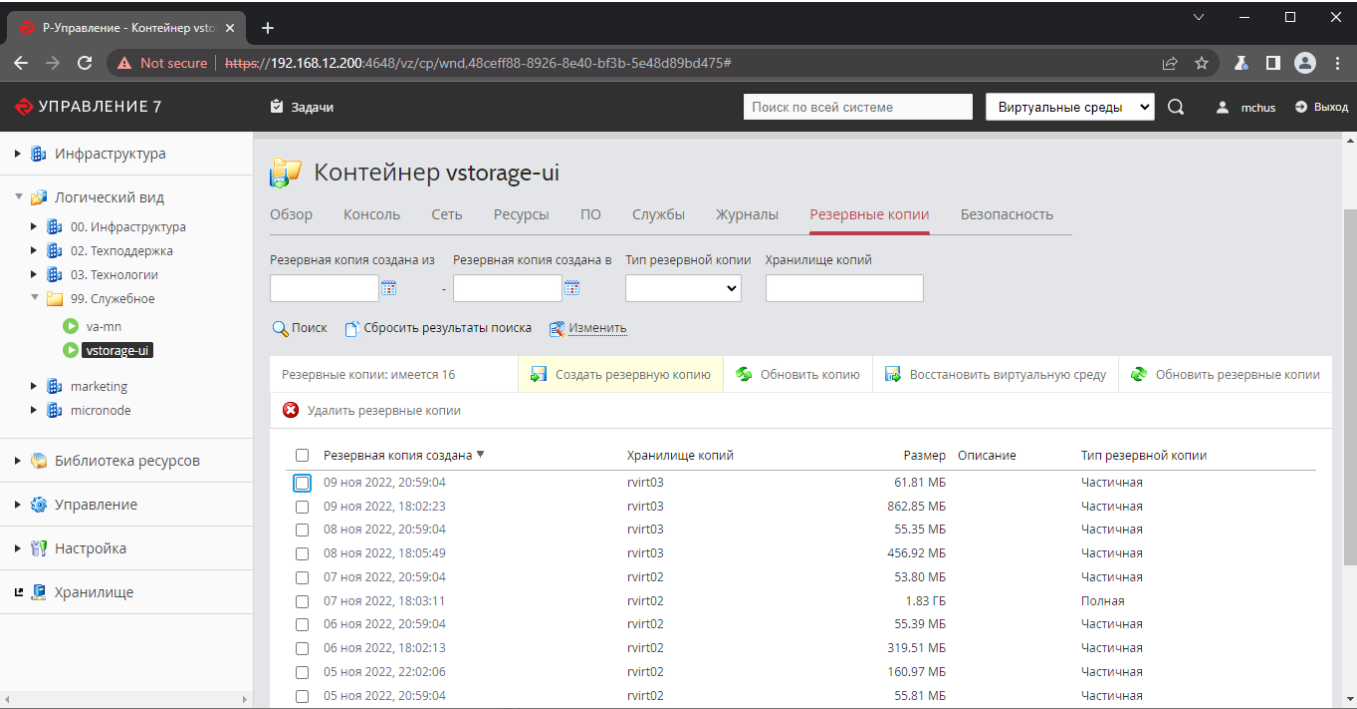 Р-Управление - Контейнер vsto
Not secure | https://192.168.12.200:4648/vz/cp/wnd,48ceff88-8926-8e40-bf3b-5e48d89bd475#
УПРАВЛЕНИЕ 7
Задачи
Поиск по всей системе
Виртуальные среды
mchus
Выход
Инфраструктура
Логический вид
00. Инфраструктура
02. Техподдержка
03. Технологии
99. Служебное
va-mn
vstorage-ui
marketing
micronode
Библиотека ресурсов
Управление
Настройка
Хранилище
Контейнер vstorage-ui
Обзор Консоль Сеть Ресурсы ПО Службы Журналы Резервные копии Безопасность
Резервная копия создана из Резервная копия создана в Тип резервной копии Хранилище копий
-
Поиск Сбросить результаты поиска Изменить
Резервные копии: имеется 16 Создать резервную копию Обновить копию Восстановить виртуальную среду Обновить резервные копии
Удалить резервные копии
Резервная копия создана Хранилище копий Размер Описание Тип резервной копии
09 ноя 2022, 20:59:04 rvirt03 61.81 МБ Частичная
09 ноя 2022, 18:02:23 rvirt03 862.85 МБ Частичная
08 ноя 2022, 20:59:04 rvirt03 55.35 МБ Частичная
08 ноя 2022, 18:05:49 rvirt03 456.92 МБ Частичная
07 ноя 2022, 20:59:04 rvirt02 53.80 МБ Частичная
07 ноя 2022, 18:03:11 rvirt02 1.83 ГБ Полная
06 ноя 2022, 20:59:04 rvirt02 55.39 МБ Частичная
06 ноя 2022, 18:02:13 rvirt02 319.51 МБ Частичная
05 ноя 2022, 22:02:06 rvirt02 160.97 МБ Частичная
05 ноя 2022, 20:59:04 rvirt02 55.81 МБ Частичная